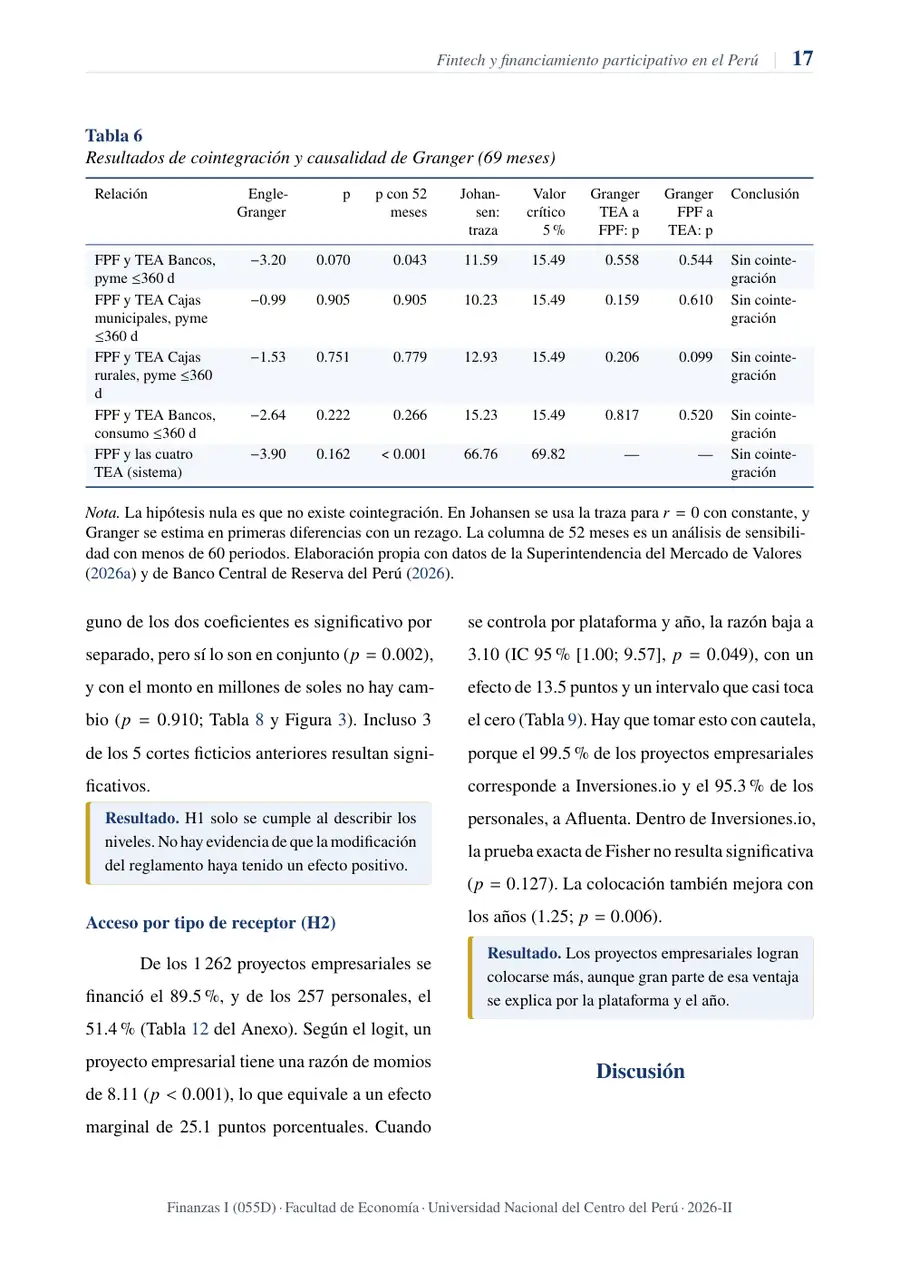 Fintech y financiamiento participativo en el Perú | 17
Tabla 6
Resultados de cointegración y causalidad de Granger (69 meses)
Relación Engle- p p con 52 Johan- Valor Granger Granger Conclusión
Granger meses sen: crítico TEA a FPF a
traza 5 % FPF: p TEA: p
FPF y TEA Bancos, −3.20 0.070 0.043 11.59 15.49 0.558 0.544 Sin cointe-
pyme ≤360 d gración
FPF y TEA Cajas −0.99 0.905 0.905 10.23 15.49 0.159 0.610 Sin cointe-
municipales, pyme gración
≤360 d
FPF y TEA Cajas −1.53 0.751 0.779 12.93 15.49 0.206 0.099 Sin cointe-
rurales, pyme ≤360 gración
d
FPF y TEA Bancos, −2.64 0.222 0.266 15.23 15.49 0.817 0.520 Sin cointe-
consumo ≤360 d gración
FPF y las cuatro −3.90 0.162 < 0.001 66.76 69.82 — — Sin cointe-
TEA (sistema) gración
Nota. La hipótesis nula es que no existe cointegración. En Johansen se usa la traza para r = 0 con constante, y
Granger se estima en primeras diferencias con un rezago. La columna de 52 meses es un análisis de sensibili-
dad con menos de 60 periodos. Elaboración propia con datos de la Superintendencia del Mercado de Valores
(2026a) y de Banco Central de Reserva del Perú (2026).
guno de los dos coeficientes es significativo por
separado, pero sí lo son en conjunto (p = 0.002),
y con el monto en millones de soles no hay cam-
bio (p = 0.910; Tabla 8 y Figura 3). Incluso 3
de los 5 cortes ficticios anteriores resultan signi-
ficativos.
Resultado. H1 solo se cumple al describir los
niveles. No hay evidencia de que la modificación
del reglamento haya tenido un efecto positivo.
Acceso por tipo de receptor (H2)
De los 1 262 proyectos empresariales se
financió el 89.5 %, y de los 257 personales, el
51.4 % (Tabla 12 del Anexo). Según el logit, un
proyecto empresarial tiene una razón de momios
de 8.11 (p < 0.001), lo que equivale a un efecto
marginal de 25.1 puntos porcentuales. Cuando
se controla por plataforma y año, la razón baja a
3.10 (IC 95 % [1.00; 9.57], p = 0.049), con un
efecto de 13.5 puntos y un intervalo que casi toca
el cero (Tabla 9). Hay que tomar esto con cautela,
porque el 99.5 % de los proyectos empresariales
corresponde a Inversiones.io y el 95.3 % de los
personales, a Afluenta. Dentro de Inversiones.io,
la prueba exacta de Fisher no resulta significativa
(p = 0.127). La colocación también mejora con
los años (1.25; p = 0.006).
Resultado. Los proyectos empresariales logran
colocarse más, aunque gran parte de esa ventaja
se explica por la plataforma y el año.
Discusión
Finanzas I (055D) · Facultad de Economía · Universidad Nacional del Centro del Perú · 2026-II